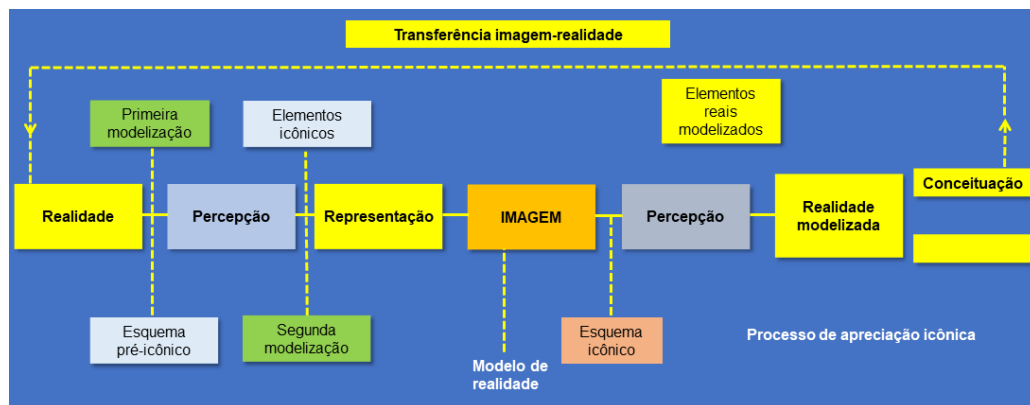 Transferência imagem-realidade
Primeira
modelização
Elementos
icônicos
Elementos
reais
modelizados
Realidade
Percepção
Representação
IMAGEM
Percepção
Realidade
modelizada
Conceituação
Esquema
pré-icônico
Segunda
modelização
Modelo de
realidade
Esquema
icônico
Processo de apreciação icônica